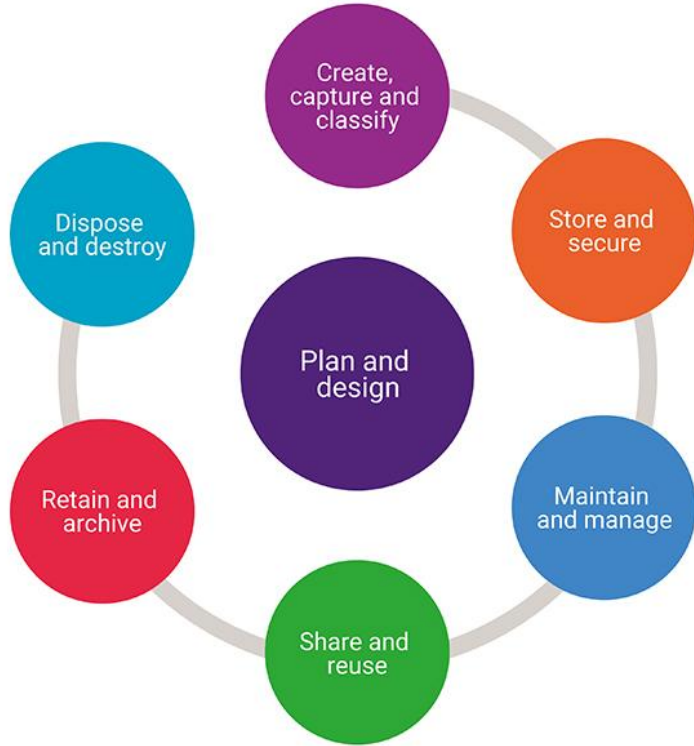 Create,
capture and
classify
Store and
secure
Maintain
and manage
Share and
reuse
Retain and
archive
Dispose
and destroy
Plan and
design